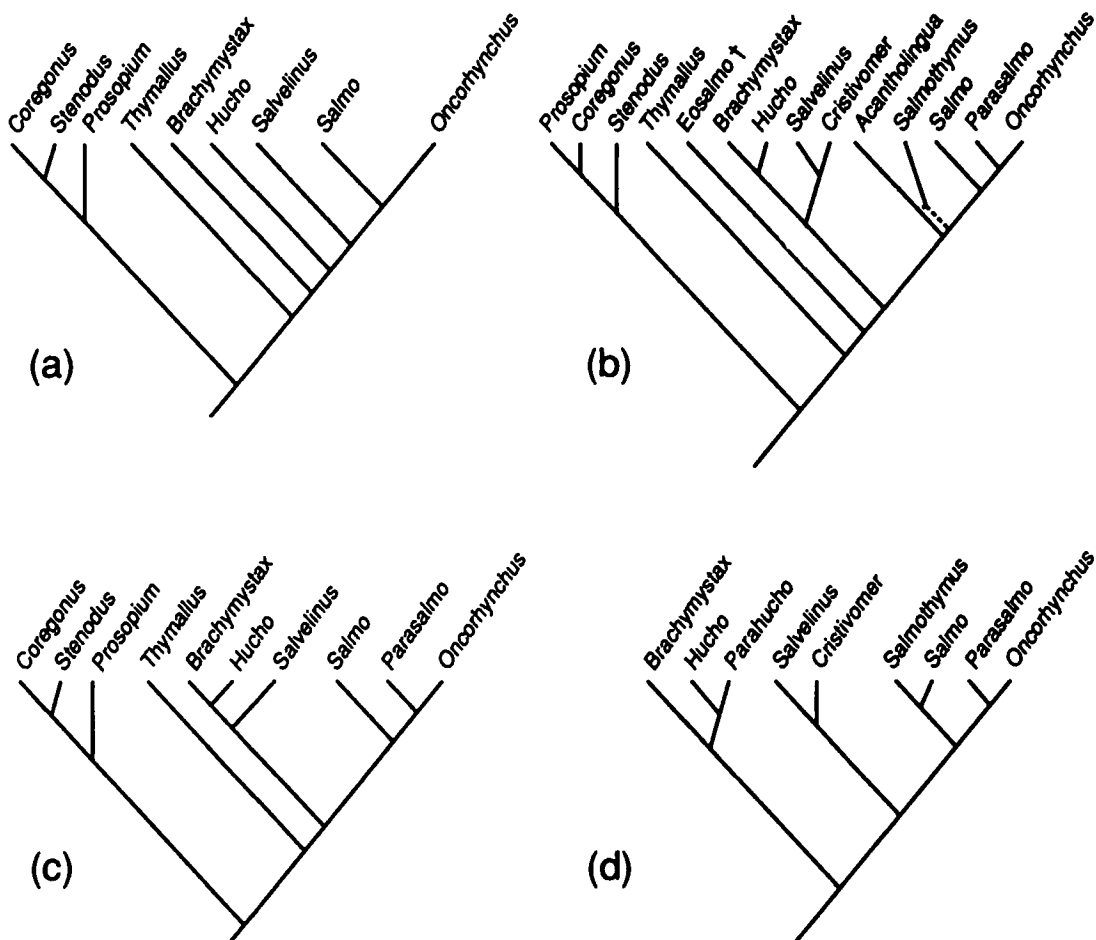 Coregonus
Stenodus
Prosopium
Thymallus
Brachymystax
Hucho
Salvelinus
Salmo
Oncorhynchus
(a)
Prosopium
Coregonus
Stenodus
Thymallus
Eosalmo †
Brachymystax
Hucho
Salvelinus
Cristivomer
Acantholingua
Salmothymus
Salmo
Parasalmo
Oncorhynchus
(b)
Coregonus
Stenodus
Prosopium
Thymallus
Brachymystax
Hucho
Salvelinus
Salmo
Parasalmo
Oncorhynchus
(c)
Brachymystax
Hucho
Parahucho
Salvelinus
Cristivomer
Salmothymus
Salmo
Parasalmo
Oncorhynchus
(d)